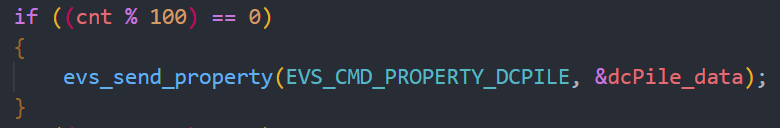 if ((cnt % 100) == 0)
{
evs_send_property(EVS_CMD_PROPERTY_DCPILE, &dcPile_data);
}